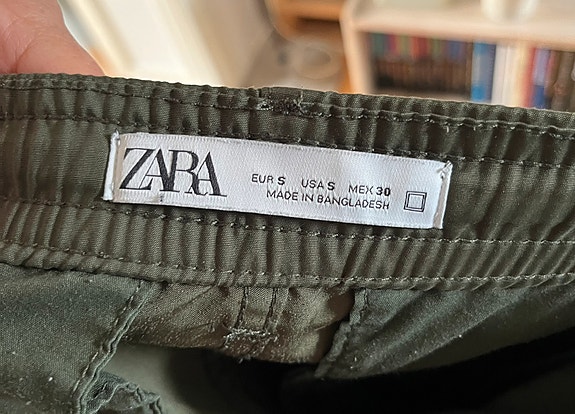 ZARA
EUR S USA S MEX 30
MADE IN BANGLADESH